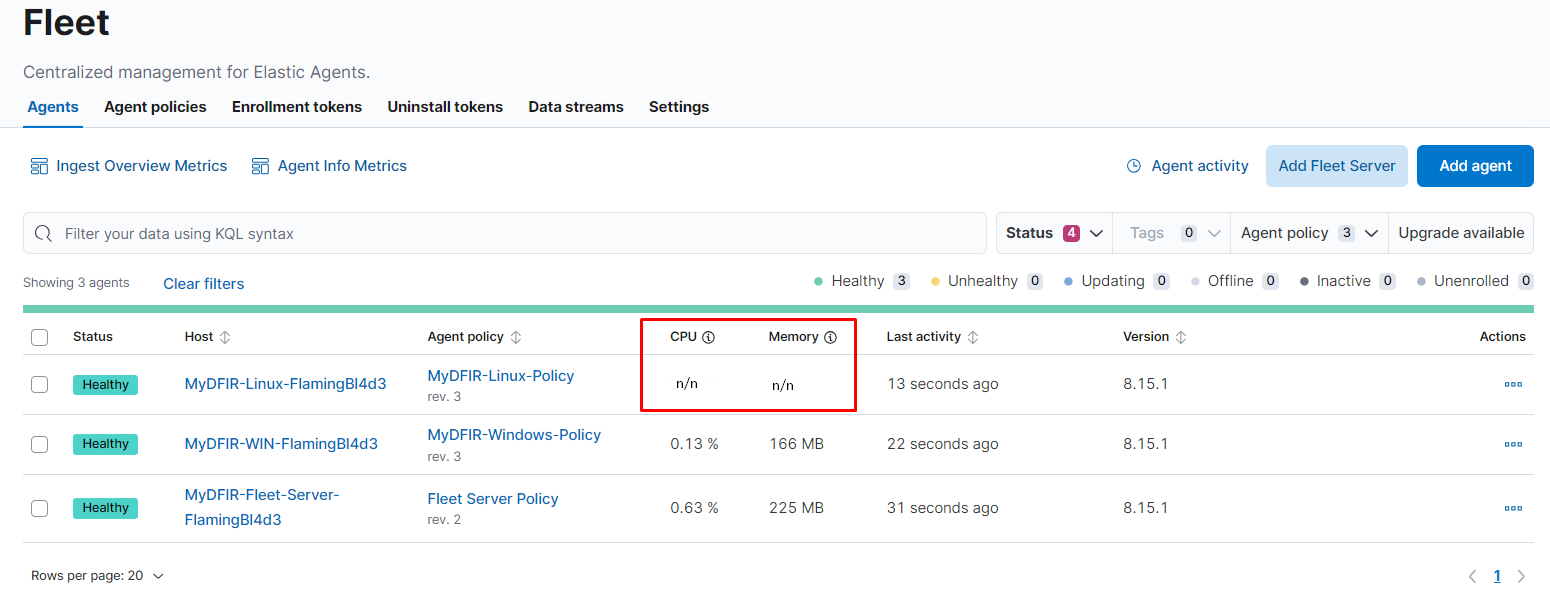 Fleet
Centralized management for Elastic Agents.
Agents Agent policies Enrollment tokens Uninstall tokens Data streams Settings
Ingest Overview Metrics Agent Info Metrics Agent activity Add Fleet Server Add agent
Filter your data using KQL syntax Status 4 Tags 0 Agent policy 3 Upgrade available
Showing 3 agents Clear filters Healthy 3 Unhealthy 0 Updating 0 Offline 0 Inactive 0 Unenrolled 0
Status Host Agent policy CPU Memory Last activity Version Actions
Healthy MyDFIR-Linux-FlamingBl4d3 MyDFIR-Linux-Policy n/n n/n 13 seconds ago 8.15.1
rev. 3
Healthy MyDFIR-WIN-FlamingBl4d3 MyDFIR-Windows-Policy 0.13 % 166 MB 22 seconds ago 8.15.1
rev. 3
Healthy MyDFIR-Fleet-Server- Fleet Server Policy 0.63 % 225 MB 31 seconds ago 8.15.1
FlamingBl4d3 rev. 2
Rows per page: 20 1